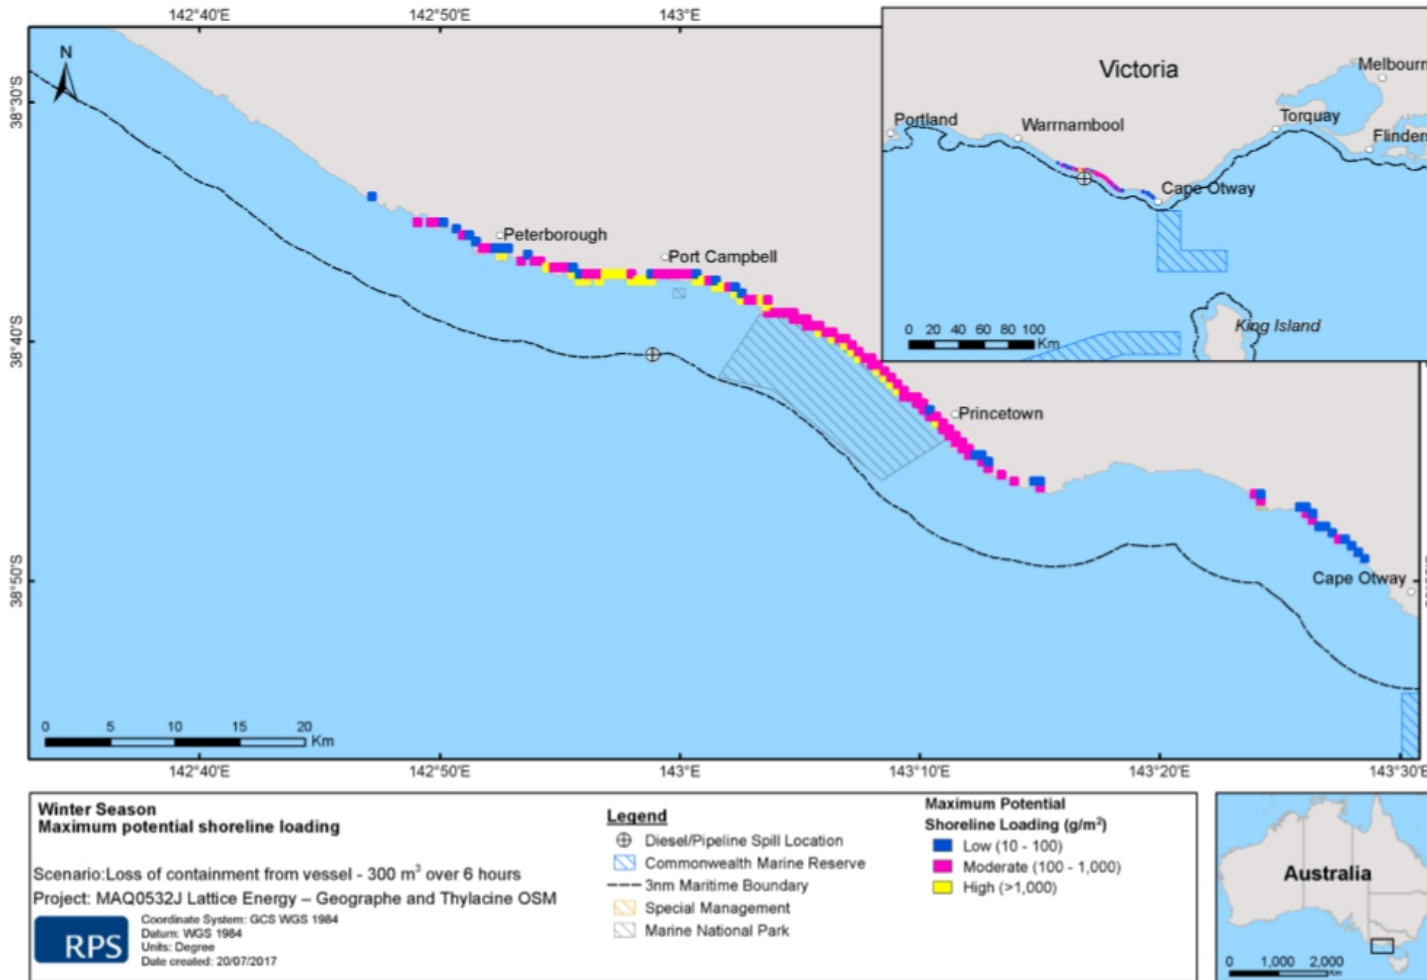 142°40'E 142°50'E 143°E
N
38°30'S
38°40'S
38°50'S
Peterborough
Port Campbell
Princetown
Cape Otway
0 5 10 15 20
Km
142°40'E 142°50'E 143°E 143°10'E 143°20'E 143°30'E
Victoria
Melbourn
Portland
Warrnambool
Torquay
Flinders
Cape Otway
King Island
0 20 40 60 80 100
Km
Winter Season
Maximum potential shoreline loading
Scenario:Loss of containment from vessel - 300 m³ over 6 hours
Project: MAQ0532J Lattice Energy – Geographe and Thylacine OSM
RPS
Coordinate System: GCS WGS 1984
Datum: WGS 1984
Units: Degree
Date created: 20/07/2017
Legend
Diesel/Pipeline Spill Location
Commonwealth Marine Reserve
3nm Maritime Boundary
Special Management
Marine National Park
Maximum Potential
Shoreline Loading (g/m²)
Low (10 - 100)
Moderate (100 - 1,000)
High (>1,000)
Australia
0 1,000 2,000
Km